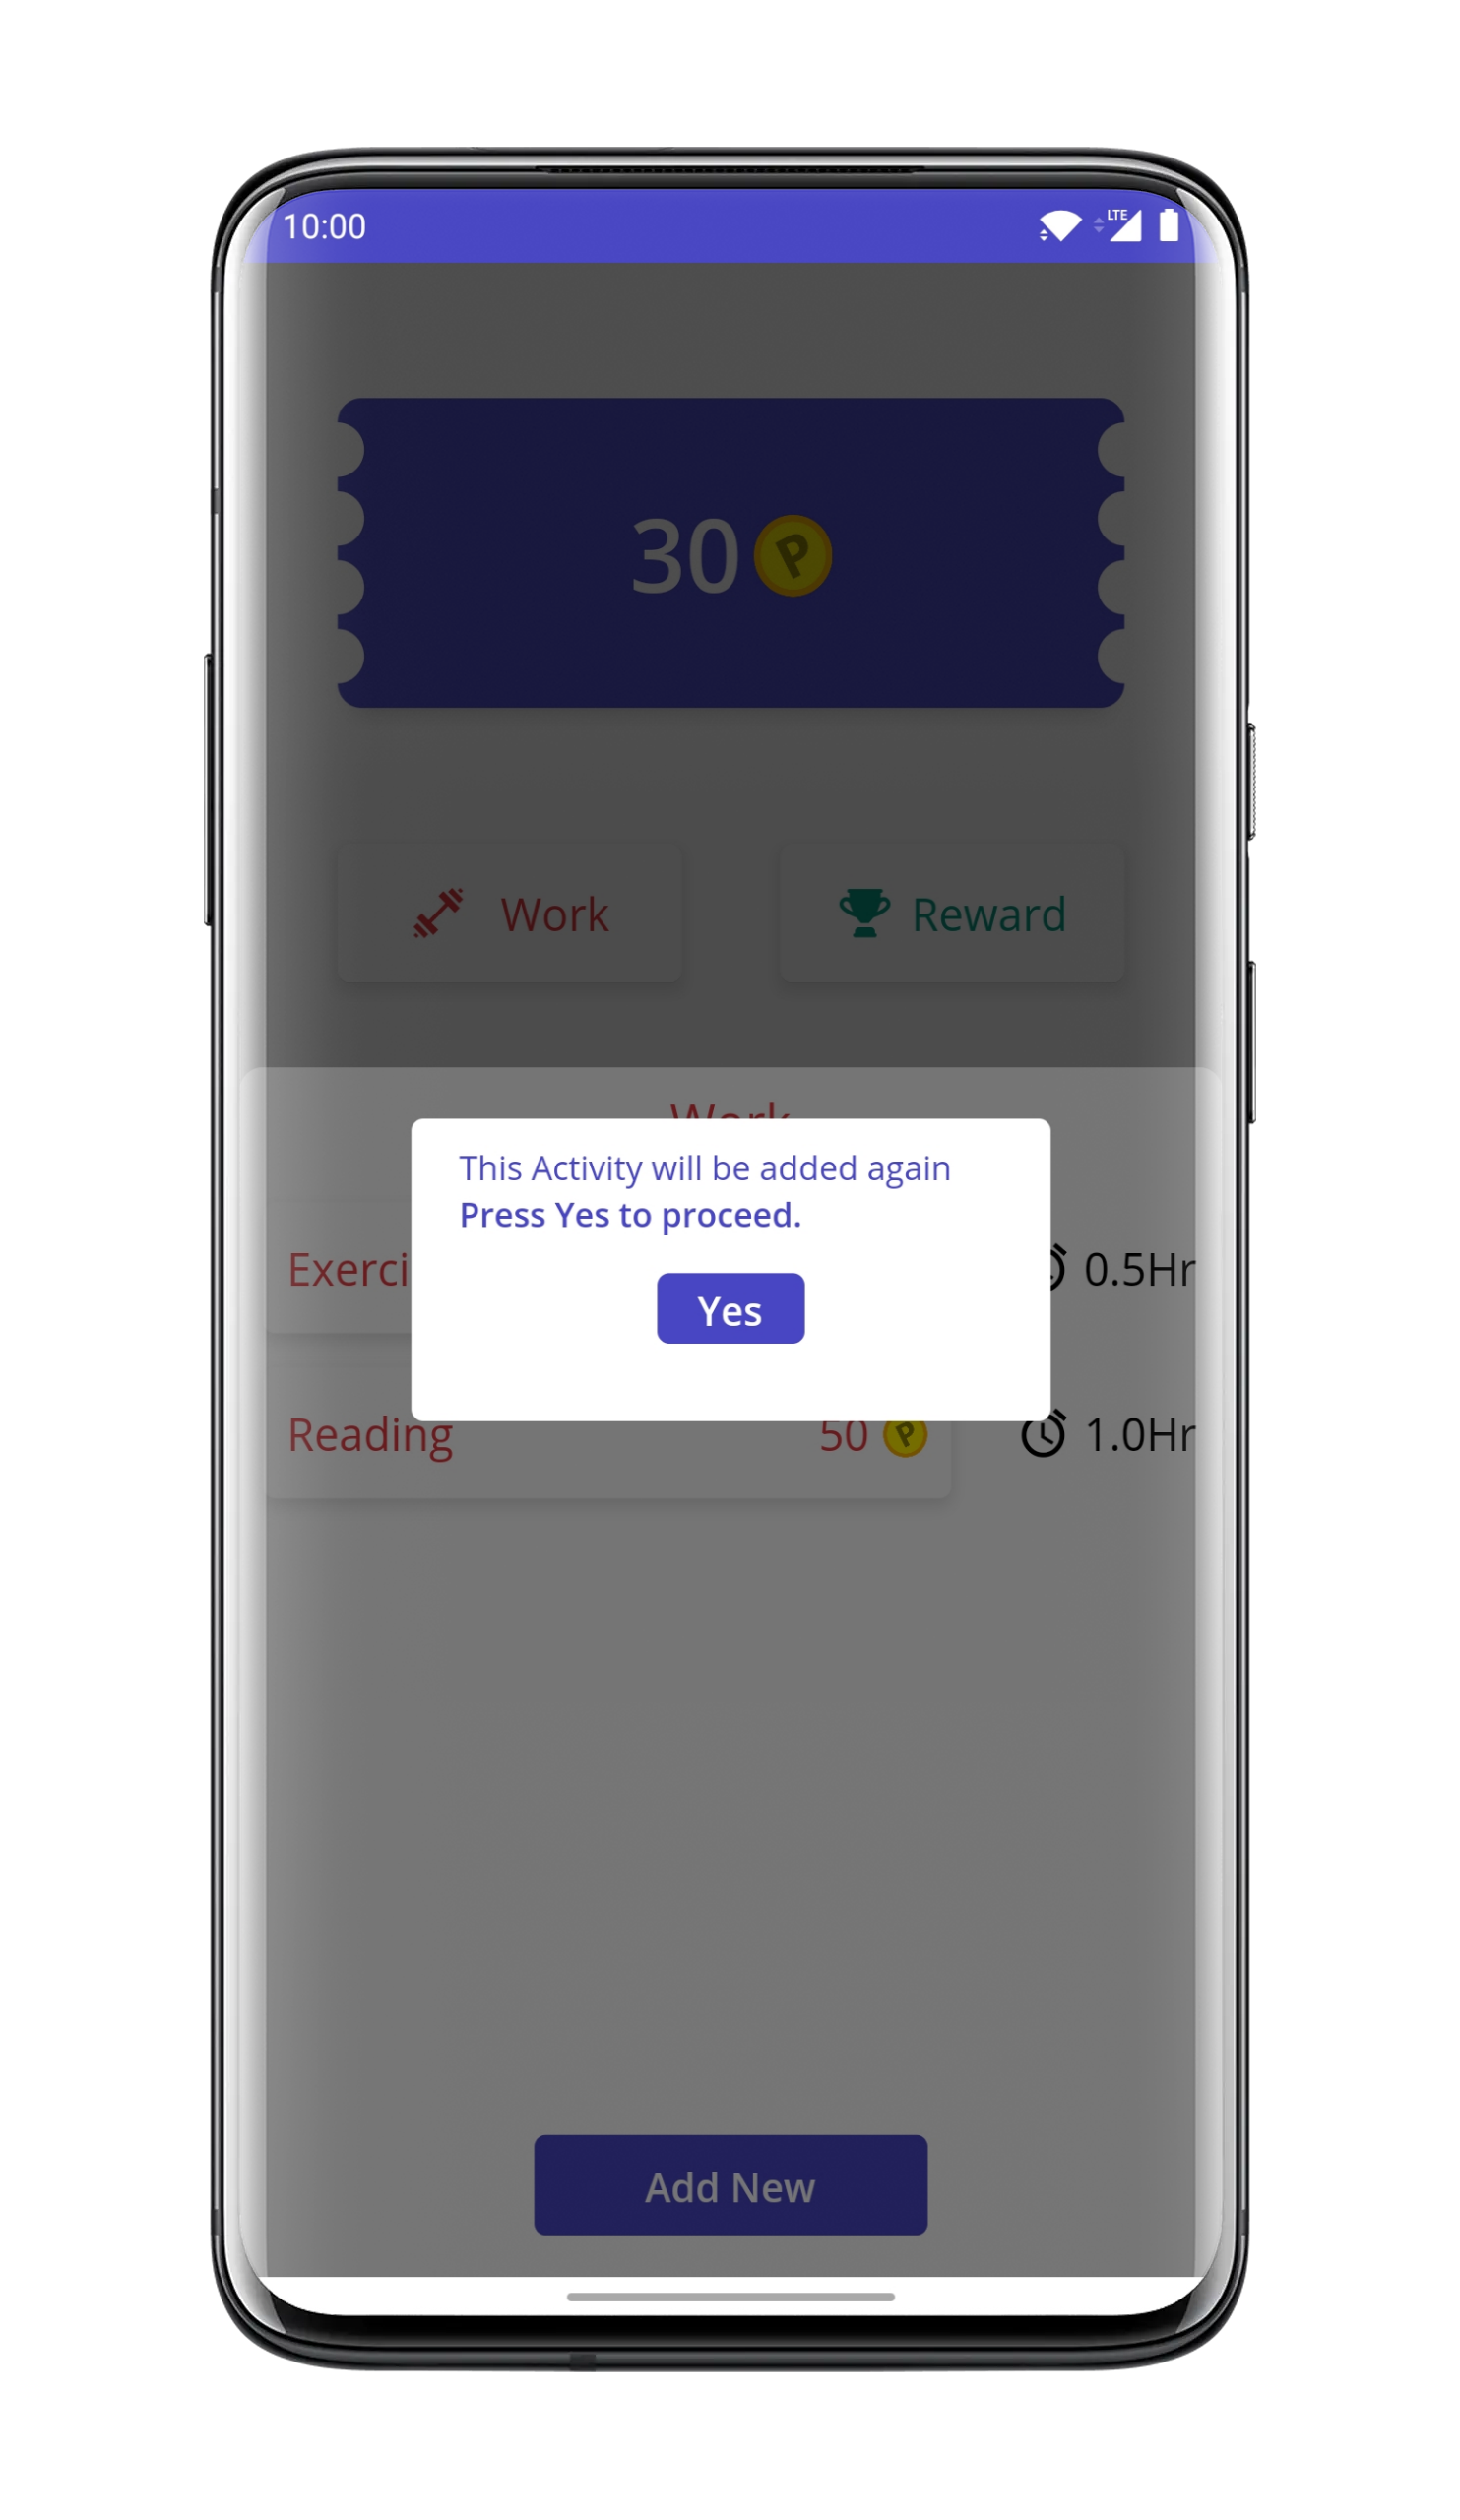 10:00
LTE
30 P
Work
Reward
Work
This Activity will be added again
Press Yes to proceed.
Exerci
0.5Hr
Yes
Reading
50 P
1.0Hr
Add New